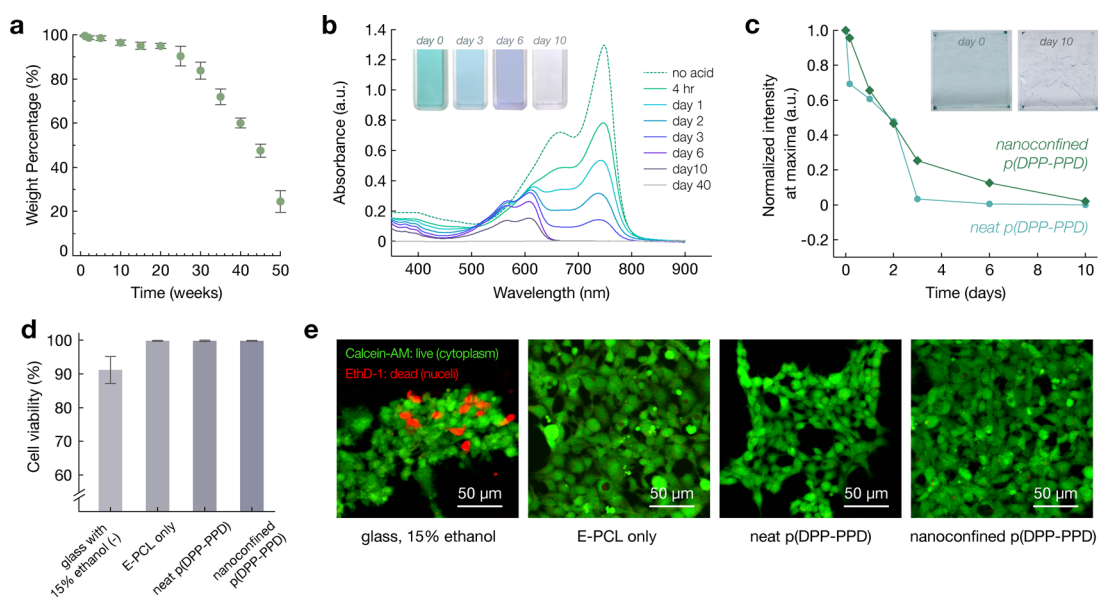 a
100
80
60
40
20
0
Weight Percentage (%)
0
10
20
30
40
50
Time (weeks)
b
1.4
1.2
1.0
0.8
0.6
0.4
0.2
0
Absorbance (a.u.)
day 0
day 3
day 6
day 10
no acid
4 hr
day 1
day 2
day 3
day 6
day10
day 40
400
500
600
700
800
900
Wavelength (nm)
c
1.0
0.8
0.6
0.4
0.2
0
-0.2
Normalized intensity
at maxima (a.u.)
day 0
day 10
nanoconfined
p(DPP-PPD)
neat p(DPP-PPD)
0
2
4
6
8
10
Time (days)
d
100
90
80
70
60
Cell viability (%)
glass with
15% ethanol (-)
E-PCL only
neat p(DPP-PPD)
nanoconfined
p(DPP-PPD)
e
Calcein-AM: live (cytoplasm)
EthD-1: dead (nuceli)
50 μm
50 μm
50 μm
50 μm
glass, 15% ethanol
E-PCL only
neat p(DPP-PPD)
nanoconfined p(DPP-PPD)